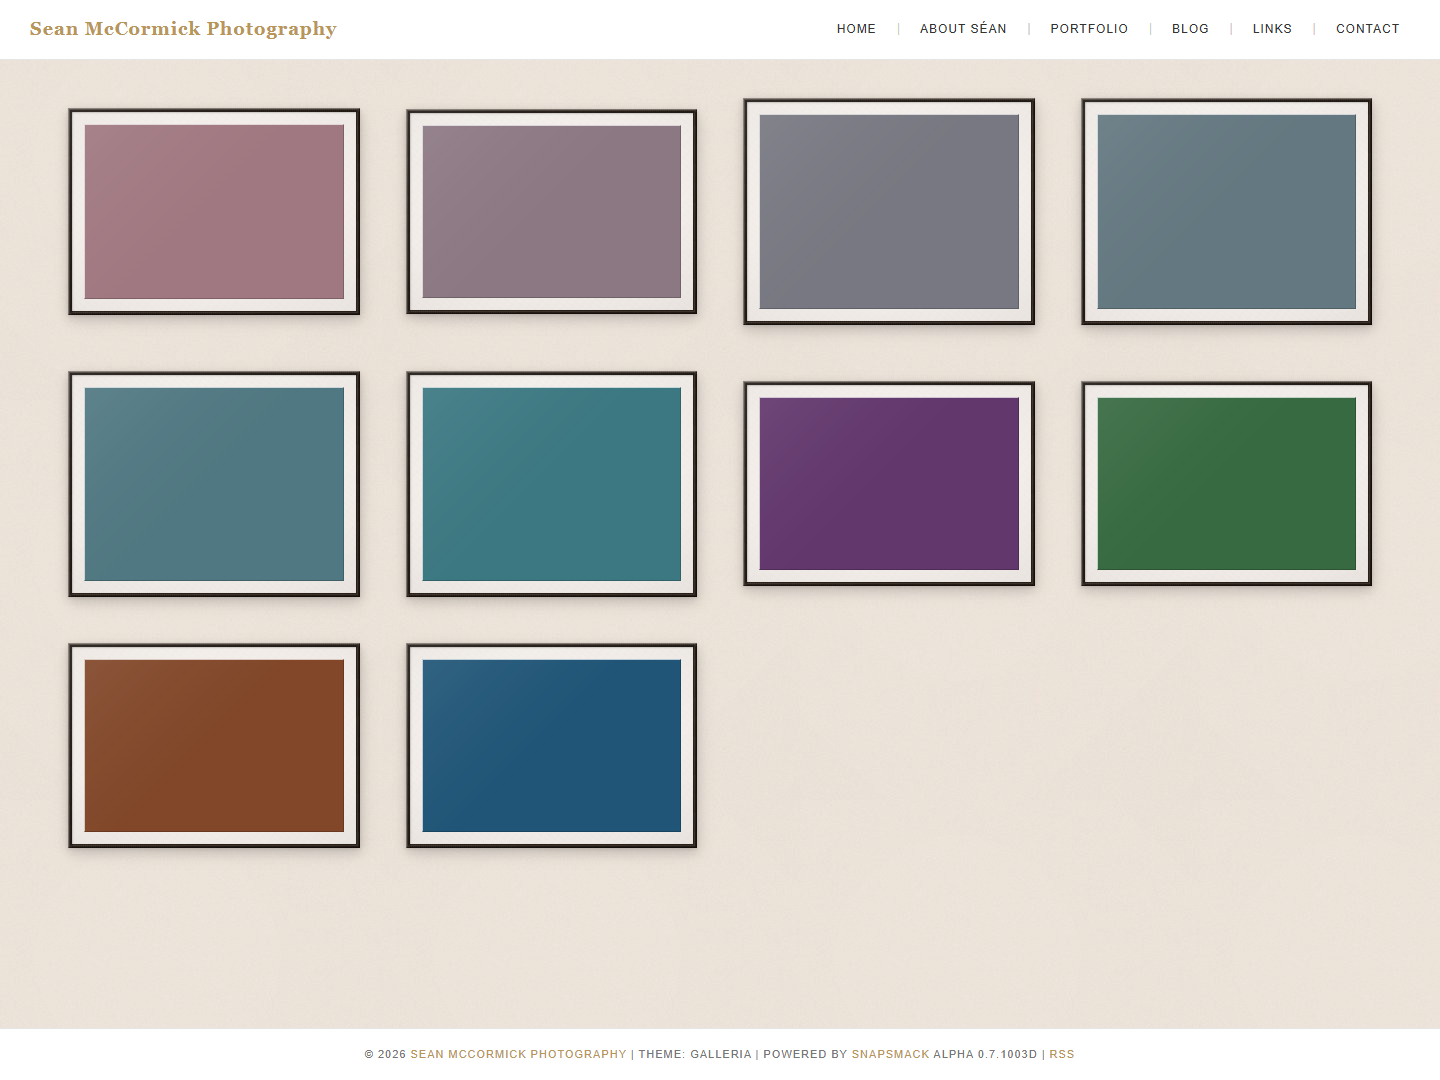 Sean McCormick Photography
HOME | ABOUT SÉAN | PORTFOLIO | BLOG | LINKS | CONTACT
© 2026 SEAN MCCORMICK PHOTOGRAPHY | THEME: GALLERIA | POWERED BY SNAPSMACK ALPHA 0.7.1003D | RSS